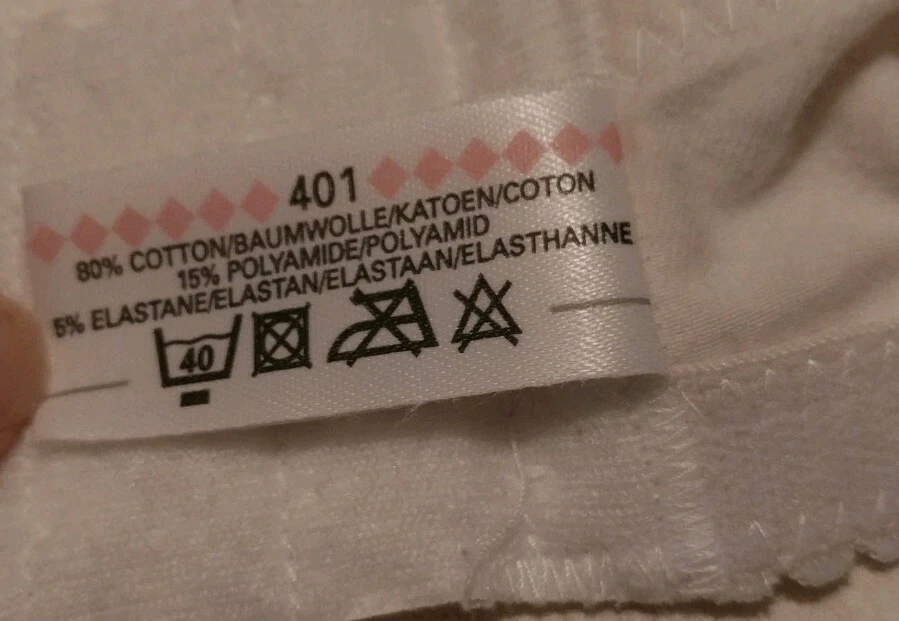 401
80% COTTON/BAUMWOLLE/KATOEN/COTON
15% POLYAMIDE/POLYAMID
5% ELASTANE/ELASTAN/ELASTAAN/ELASTHANNE
40